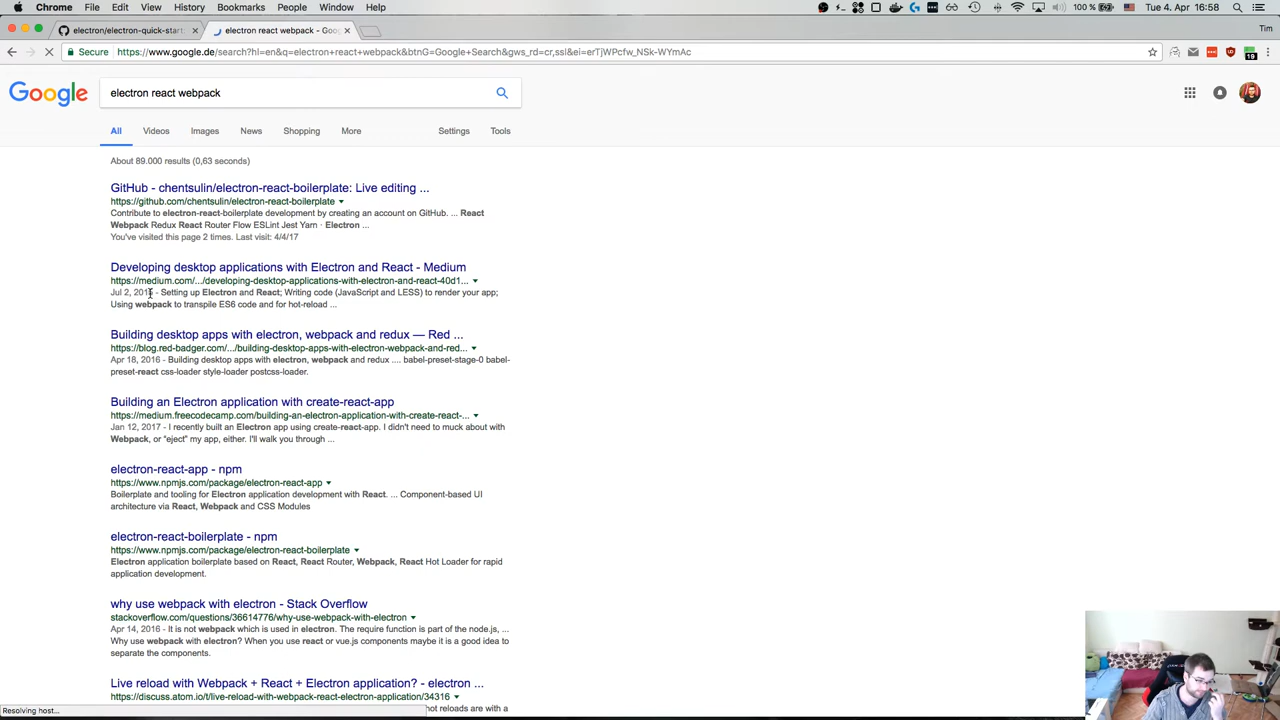 Chrome File Edit View History Bookmarks People Window Help
100 % Tue 4. Apr 16:58
electron/electron-quick-start:
electron react webpack - Goo
Tim
Secure https://www.google.de/search?hl=en&q=electron+react+webpack&btnG=Google+Search&gws_rd=cr,ssl&ei=erTjWPcfw_NSk-WYmAc
19
Google
electron react webpack
All Videos Images News Shopping More Settings Tools
About 89.000 results (0,63 seconds)
GitHub - chentsulin/electron-react-boilerplate: Live editing ...
https://github.com/chentsulin/electron-react-boilerplate
Contribute to electron-react-boilerplate development by creating an account on GitHub. ... React
Webpack Redux React Router Flow ESLint Jest Yarn · Electron ...
You've visited this page 2 times. Last visit: 4/4/17
Developing desktop applications with Electron and React - Medium
https://medium.com/.../developing-desktop-applications-with-electron-and-react-40d1...
Jul 2, - Setting up Electron and React; Writing code (JavaScript and LESS) to render your app;
Using webpack to transpile ES6 code and for hot-reload ...
Building desktop apps with electron, webpack and redux — Red ...
https://blog.red-badger.com/.../building-desktop-apps-with-electron-webpack-and-red...
Apr 18, 2016 - Building desktop apps with electron, webpack and redux .... babel-preset-stage-0 babel-
preset-react css-loader style-loader postcss-loader.
Building an Electron application with create-react-app
https://medium.freecodecamp.com/building-an-electron-application-with-create-react-...
Jan 12, 2017 - I recently built an Electron app using create-react-app. I didn't need to muck about with
Webpack, or "eject" my app, either. I'll walk you through ...
electron-react-app - npm
https://www.npmjs.com/package/electron-react-app
Boilerplate and tooling for Electron application development with React. ... Component-based UI
architecture via React, Webpack and CSS Modules
electron-react-boilerplate - npm
https://www.npmjs.com/package/electron-react-boilerplate
Electron application boilerplate based on React, React Router, Webpack, React Hot Loader for rapid
application development.
why use webpack with electron - Stack Overflow
stackoverflow.com/questions/36614776/why-use-webpack-with-electron
Apr 14, 2016 - It is not webpack which is used in electron. The require function is part of the node.js, ...
Why use webpack with electron? When you use react or vue.js components maybe it is a good idea to
separate the components.
Live reload with Webpack + React + Electron application? - electron ...
https://discuss.atom.io/t/live-reload-with-webpack-react-electron-application/34316
hot reloads are with a
Resolving host...